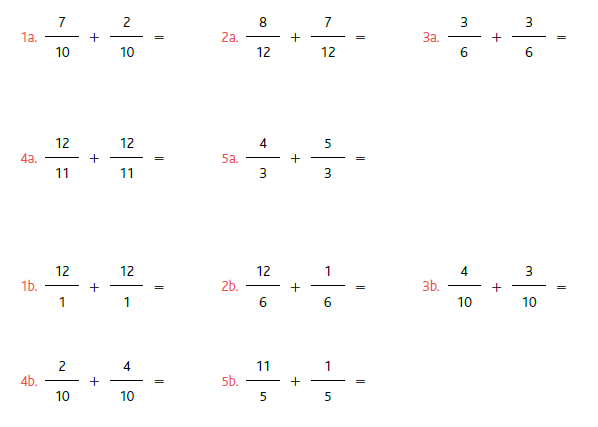 1a. 7/10 + 2/10 = 2a. 8/12 + 7/12 = 3a. 3/6 + 3/6 =
4a. 12/11 + 12/11 = 5a. 4/3 + 5/3 =
1b. 12/1 + 12/1 = 2b. 12/6 + 1/6 = 3b. 4/10 + 3/10 =
4b. 2/10 + 4/10 = 5b. 11/5 + 1/5 =